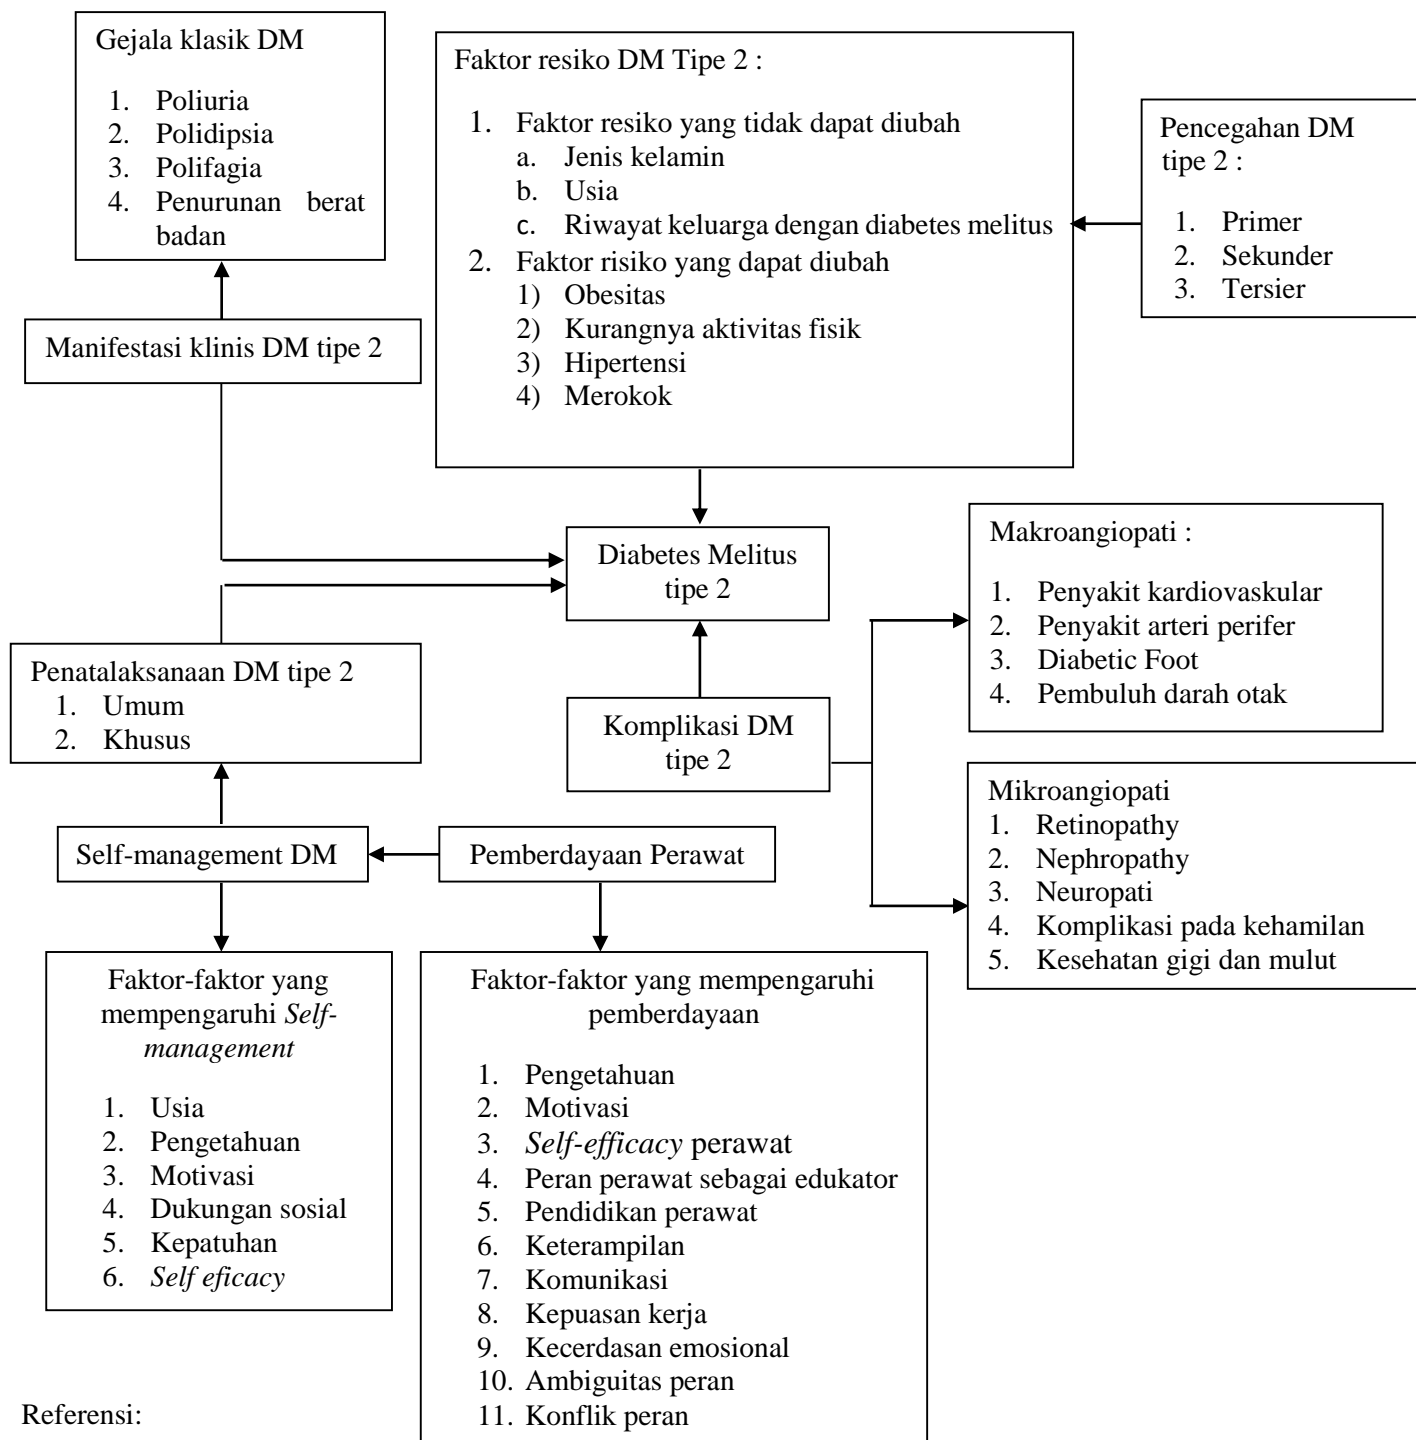 Gejala klasik DM
1. Poliuria
2. Polidipsia
3. Polifagia
4. Penurunan berat
badan
Faktor resiko DM Tipe 2 :
1. Faktor resiko yang tidak dapat diubah
a. Jenis kelamin
b. Usia
c. Riwayat keluarga dengan diabetes melitus
2. Faktor risiko yang dapat diubah
1) Obesitas
2) Kurangnya aktivitas fisik
3) Hipertensi
4) Merokok
Pencegahan DM
tipe 2 :
1. Primer
2. Sekunder
3. Tersier
Manifestasi klinis DM tipe 2
Diabetes Melitus
tipe 2
Makroangiopati :
1. Penyakit kardiovaskular
2. Penyakit arteri perifer
3. Diabetic Foot
4. Pembuluh darah otak
Penatalaksanaan DM tipe 2
1. Umum
2. Khusus
Komplikasi DM
tipe 2
Mikroangiopati
1. Retinopathy
2. Nephropathy
3. Neuropati
4. Komplikasi pada kehamilan
5. Kesehatan gigi dan mulut
Self-management DM
Pemberdayaan Perawat
Faktor-faktor yang
mempengaruhi Self-
management
1. Usia
2. Pengetahuan
3. Motivasi
4. Dukungan sosial
5. Kepatuhan
6. Self eficacy
Faktor-faktor yang mempengaruhi
pemberdayaan
1. Pengetahuan
2. Motivasi
3. Self-efficacy perawat
4. Peran perawat sebagai edukator
5. Pendidikan perawat
6. Keterampilan
7. Komunikasi
8. Kepuasan kerja
9. Kecerdasan emosional
10. Ambiguitas peran
11. Konflik peran
Referensi: